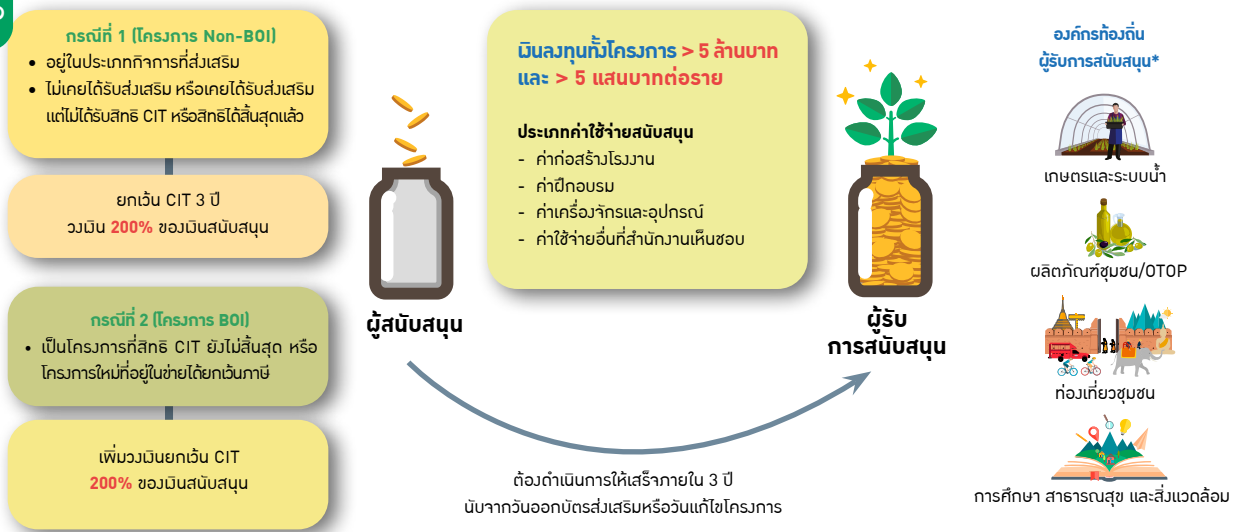 กรณีที่ 1 (โครงการ Non-BOI)
• อยู่ในประเภทกิจการที่ส่งเสริม
• ไม่เคยได้รับส่งเสริม หรือเคยได้รับส่งเสริม
แต่ไม่ได้รับสิทธิ CIT หรือสิทธิได้สิ้นสุดแล้ว
ยกเว้น CIT 3 ปี
วงเงิน 200% ของเงินสนับสนุน
กรณีที่ 2 (โครงการ BOI)
• เป็นโครงการที่สิทธิ CIT ยังไม่สิ้นสุด หรือ
โครงการใหม่ที่อยู่ในข่ายได้ยกเว้นภาษี
เพิ่มวงเงินยกเว้น CIT
200% ของเงินสนับสนุน
ผู้สนับสนุน
เงินลงทุนทั้งโครงการ > 5 ล้านบาท
และ > 5 แสนบาทต่อราย
ประเภทค่าใช้จ่ายสนับสนุน
- ค่าก่อสร้างโรงงาน
- ค่าฝึกอบรม
- ค่าเครื่องจักรและอุปกรณ์
- ค่าใช้จ่ายอื่นที่สำนักงานเห็นชอบ
ผู้รับ
การสนับสนุน
ต้องดำเนินการให้เสร็จภายใน 3 ปี
นับจากวันออกบัตรส่งเสริมหรือวันแก้ไขโครงการ
องค์กรท้องถิ่น
ผู้รับการสนับสนุน*
เกษตรและระบบน้ำ
ผลิตภัณฑ์ชุมชน/OTOP
ท่องเที่ยวชุมชน
การศึกษา สาธารณสุข และสิ่งแวดล้อม